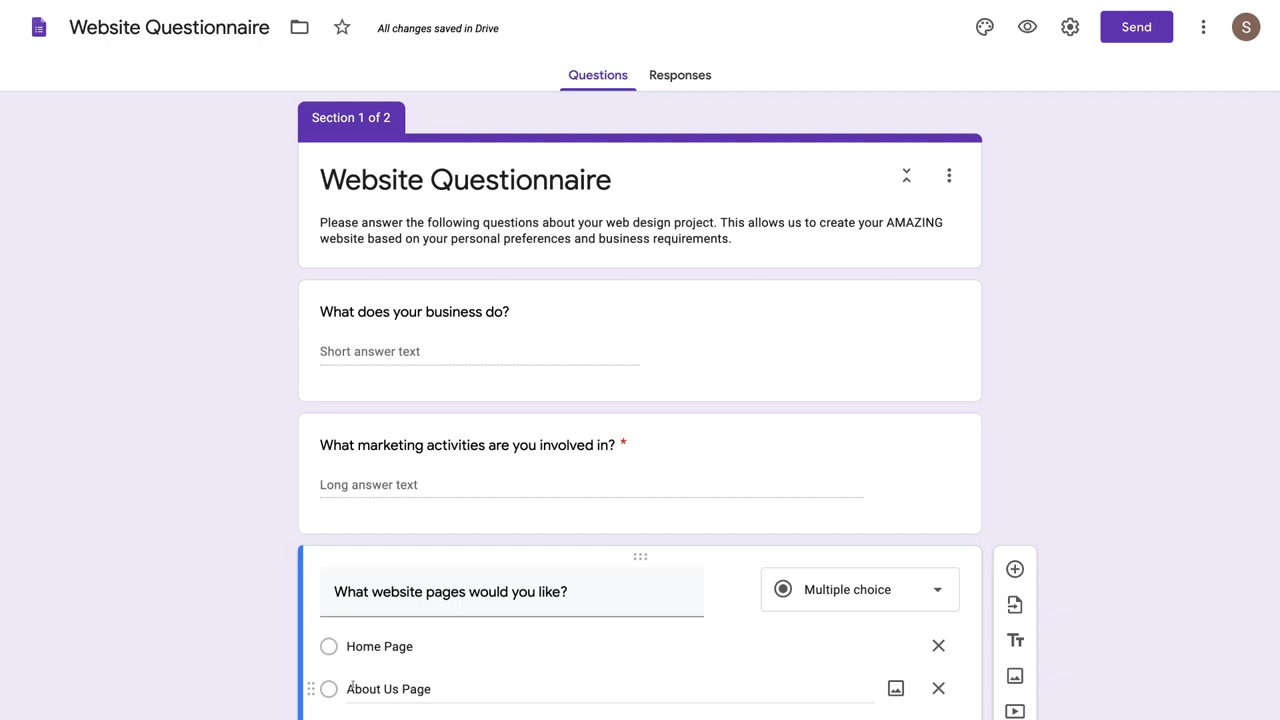 Website Questionnaire
All changes saved in Drive
Send
S
Questions
Responses
Section 1 of 2
Website Questionnaire
Please answer the following questions about your web design project. This allows us to create your AMAZING
website based on your personal preferences and business requirements.
What does your business do?
Short answer text
What marketing activities are you involved in? *
Long answer text
What website pages would you like?
Multiple choice
Tт
Home Page
About Us Page